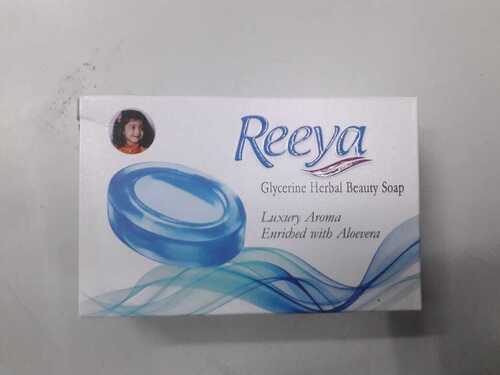 Reeya
Glycerine Herbal Beauty Soap
Luxury Aroma
Enriched with Aloevera